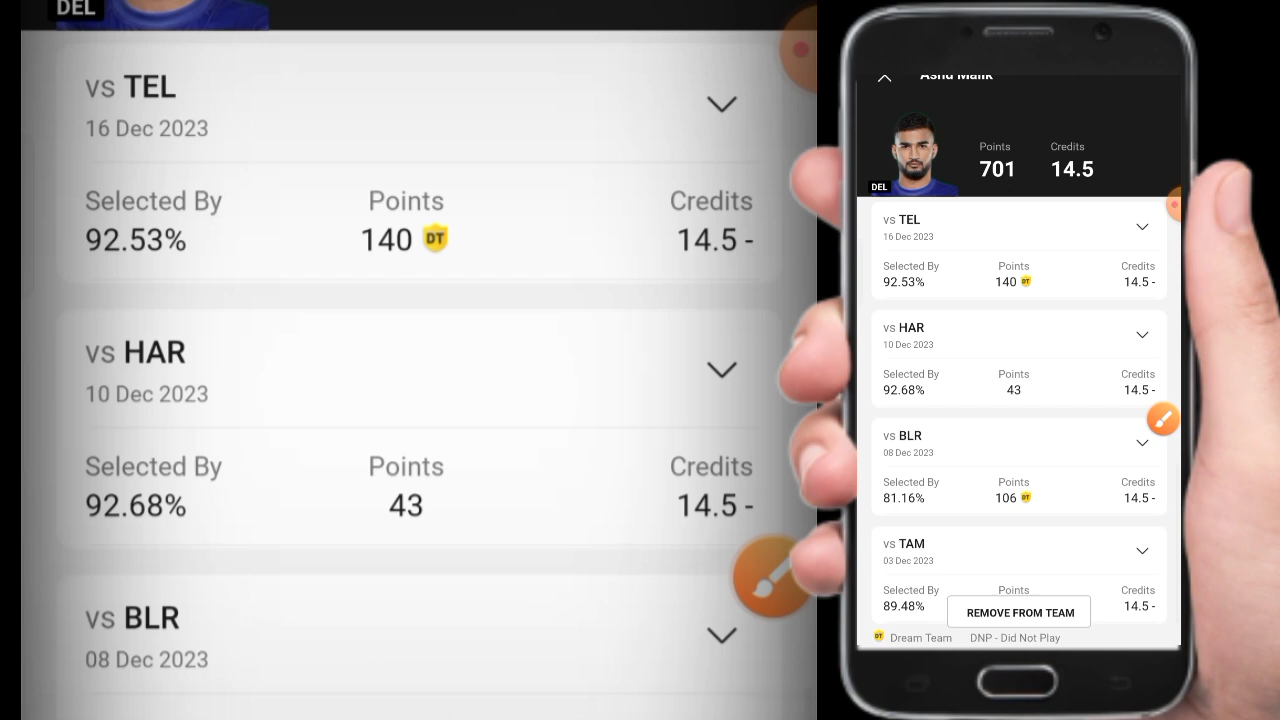 DEL
vs TEL
16 Dec 2023
Selected By Points Credits
92.53% 140 DT 14.5 -
vs HAR
10 Dec 2023
Selected By Points Credits
92.68% 43 14.5 -
vs BLR
08 Dec 2023
Ashu Malik
Points Credits
701 14.5
DEL
vs TEL
16 Dec 2023
Selected By Points Credits
92.53% 140 DT 14.5 -
vs HAR
10 Dec 2023
Selected By Points Credits
92.68% 43 14.5 -
vs BLR
08 Dec 2023
Selected By Points Credits
81.16% 106 DT 14.5 -
vs TAM
03 Dec 2023
Selected By Points Credits
89.48% 14.5 -
REMOVE FROM TEAM
DT Dream Team DNP - Did Not Play